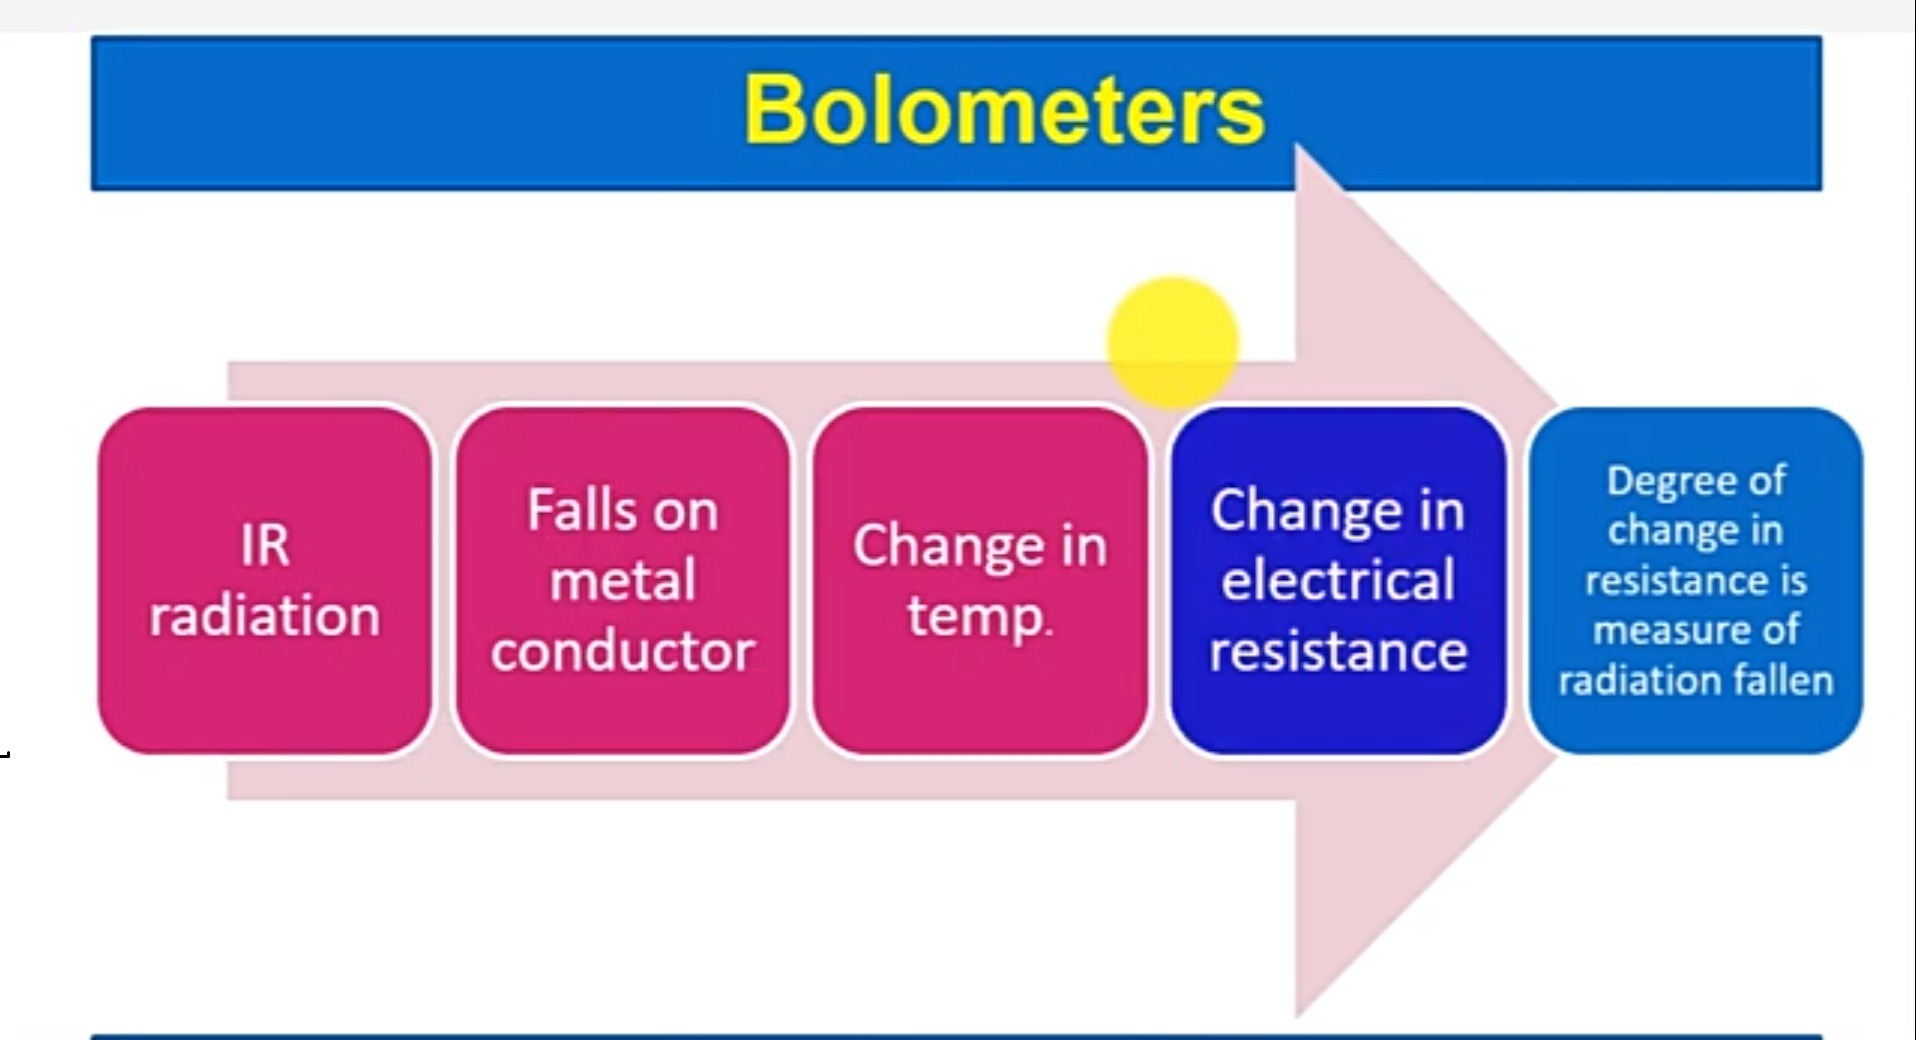 Bolometers
IR
radiation
Falls on
metal
conductor
Change in
temp.
Change in
electrical
resistance
Degree of
change in
resistance is
measure of
radiation fallen